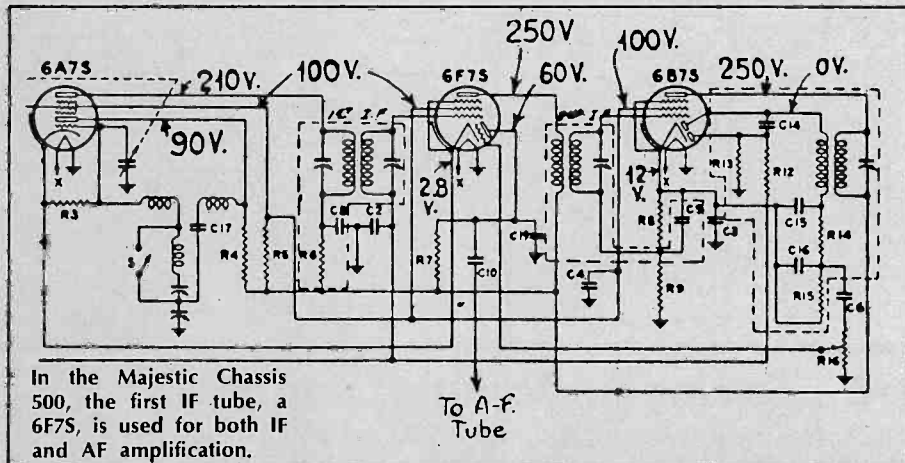 250V
100V.
6A7S
210V.
100V.
6F7S
60V.
6B7S
250V.
0V.
90V.
1ST I.F.
2ND I.F.
C14
R13
R12
X
X
X
2.8
V.
12
V.
R3
C17
R4
R5
R6
C2
R7
C10
C19
C4
R8
R9
C3
C15
C16
R14
R15
C6
R16
S
In the Majestic Chassis
500, the first IF tube, a
6F7S, is used for both IF
and AF amplification.
To A-F.
Tube